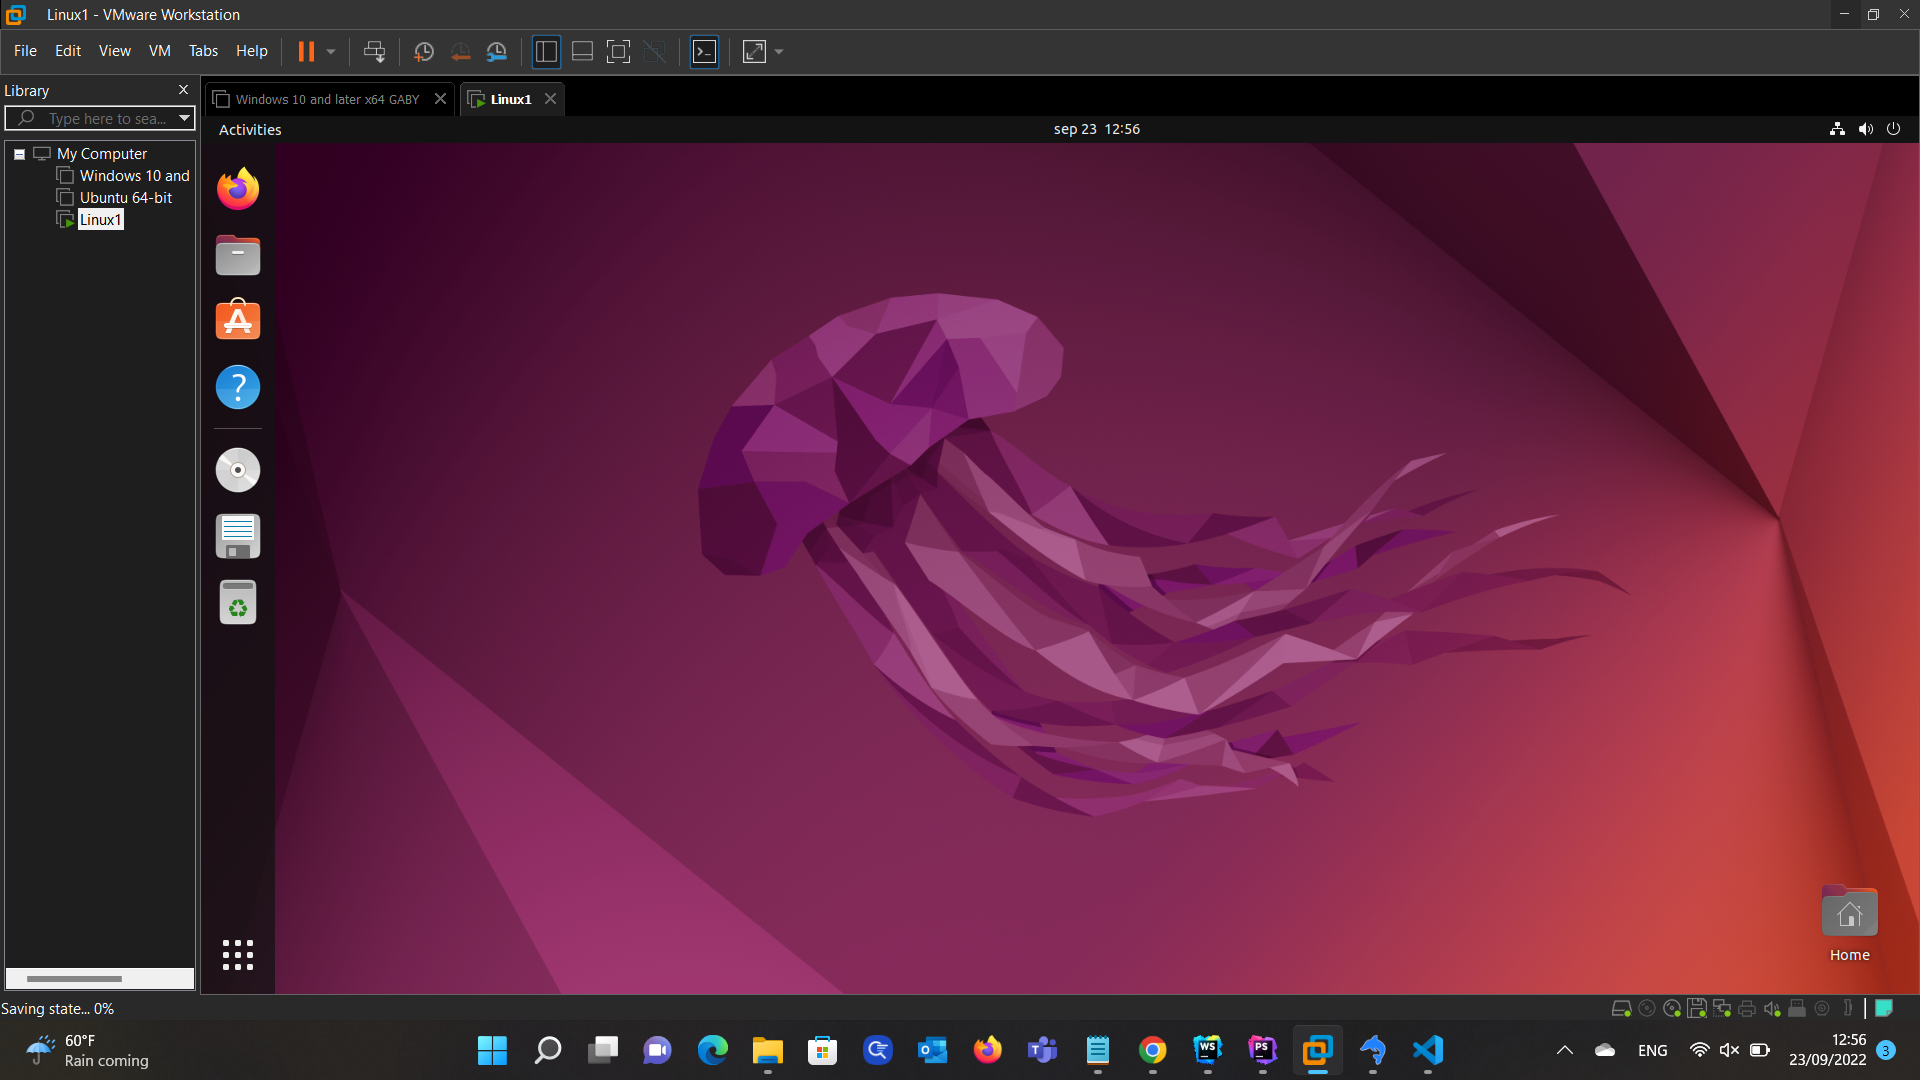 Linux1 - VMware Workstation
File Edit View VM Tabs Help
Library
Type here to sea...
My Computer
Windows 10 and
Ubuntu 64-bit
Linux1
Windows 10 and later x64 GABY
Linux1
Activities
sep 23 12:56
Home
Saving state... 0%
60°F
Rain coming
WS
PS
ENG
12:56
23/09/2022
3